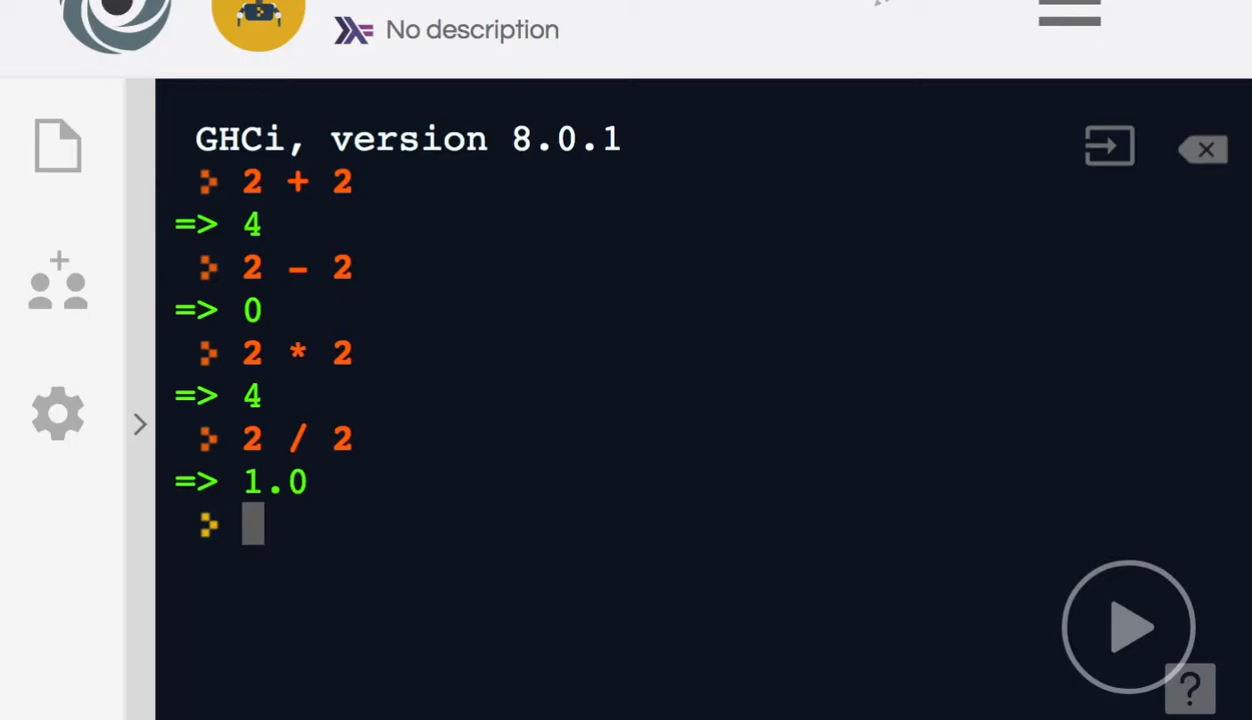 No description
GHCi, version 8.0.1
2 + 2
=> 4
2 - 2
=> 0
2 * 2
=> 4
2 / 2
=> 1.0
?